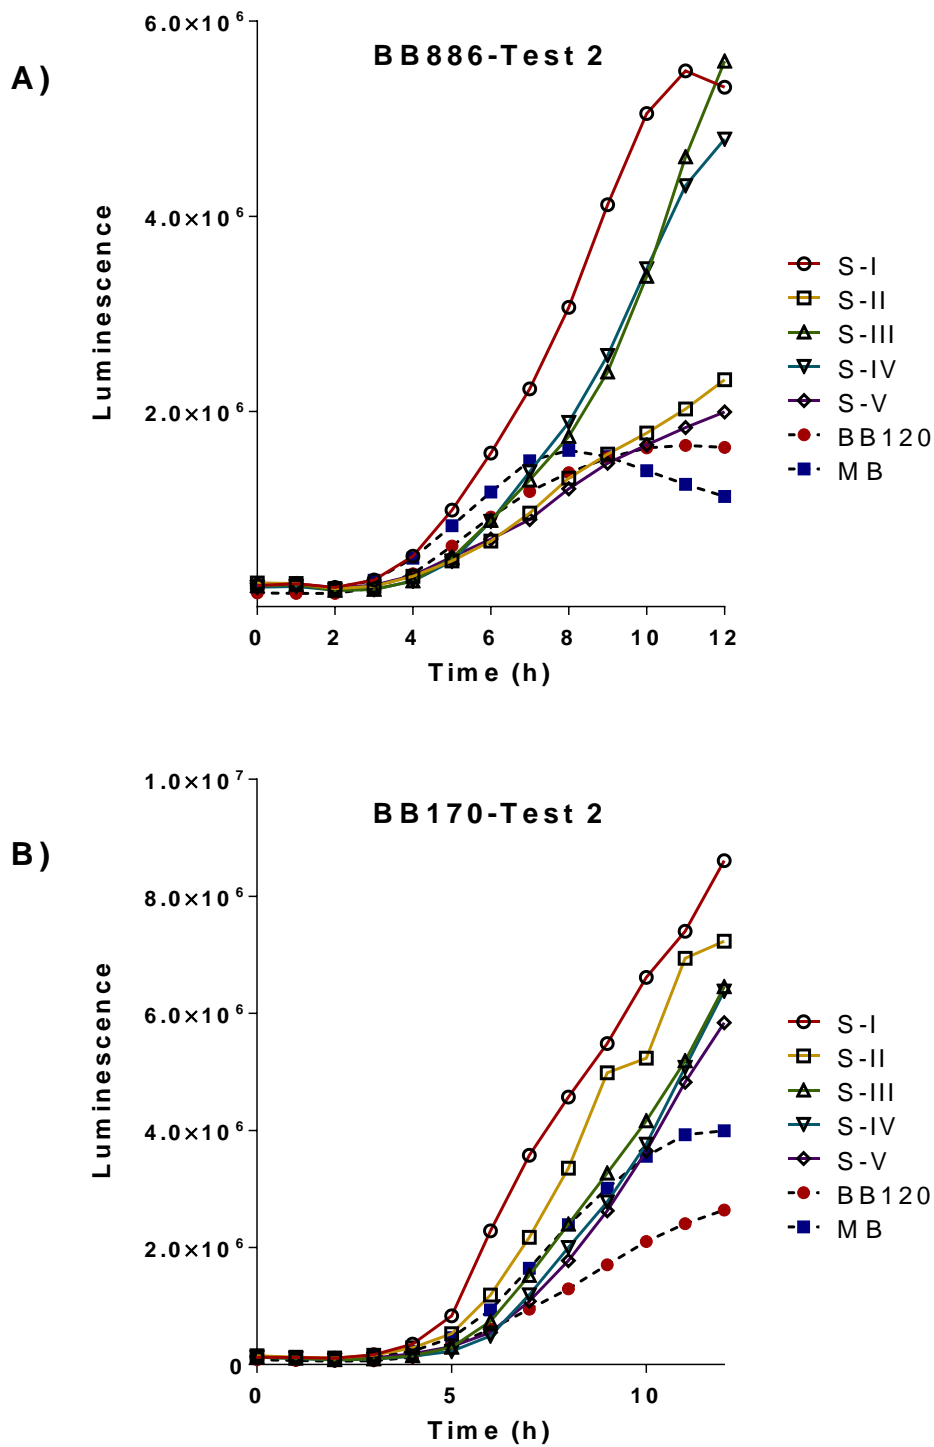 A)
BB886-Test 2
6.0×10⁶
4.0×10⁶
2.0×10⁶
Luminescence
0 2 4 6 8 10 12
Time (h)
S-I
S-II
S-III
S-IV
S-V
BB120
MB
B)
BB170-Test 2
1.0×10⁷
8.0×10⁶
6.0×10⁶
4.0×10⁶
2.0×10⁶
0
Luminescence
0 5 10
Time (h)
S-I
S-II
S-III
S-IV
S-V
BB120
MB